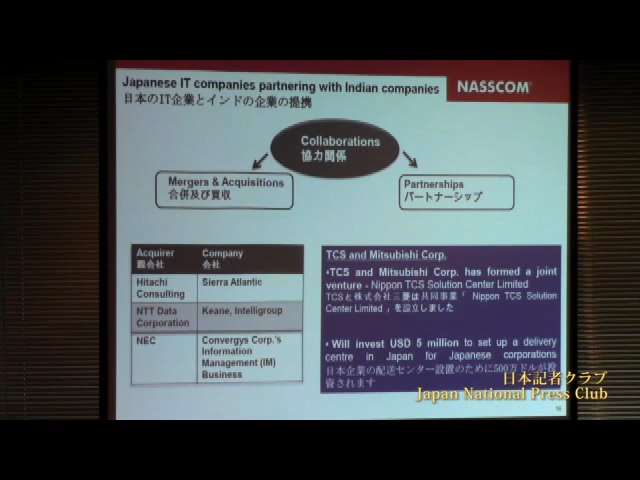 Japanese IT companies partnering with Indian companies
日本のIT企業とインドの企業の提携
NASSCOM®
Collaborations
協力関係
Mergers & Acquisitions
合併及び買収
Partnerships
パートナーシップ
Acquirer
親会社
Company
会社
Hitachi
Consulting
Sierra Atlantic
NTT Data
Corporation
Keane, Intelligroup
NEC
Convergys Corp.'s
Information
Management (IM)
Business
TCS and Mitsubishi Corp.
•TCS and Mitsubishi Corp. has formed a joint
venture - Nippon TCS Solution Center Limited
TCSと株式会社三菱は共同事業「 Nippon TCS Solution
Center Limited 」を設立しました
•Will invest USD 5 million to set up a delivery
centre in Japan for Japanese corporations
日本企業の配送センター設置のために500万ドルが投
資されます
16
日本記者クラブ
Japan National Press Club